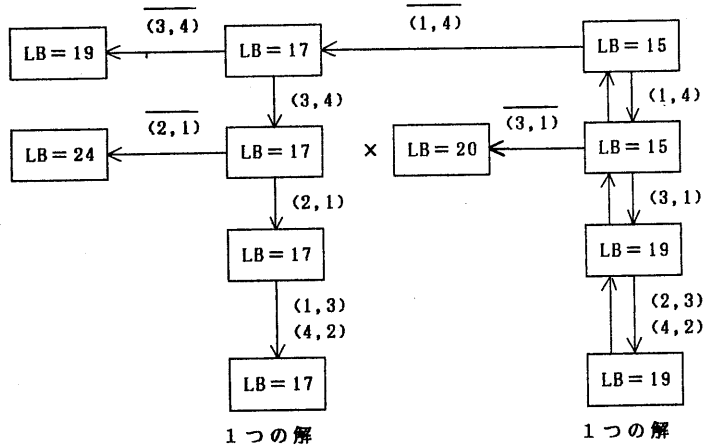 (3,4)
(1,4)
LB = 19
LB = 17
LB = 15
(3,4)
(1,4)
(2,1)
(3,1)
LB = 24
LB = 17
×
LB = 20
LB = 15
(2,1)
(3,1)
LB = 17
LB = 19
(1,3)
(4,2)
(2,3)
(4,2)
LB = 17
LB = 19
1つの解
1つの解